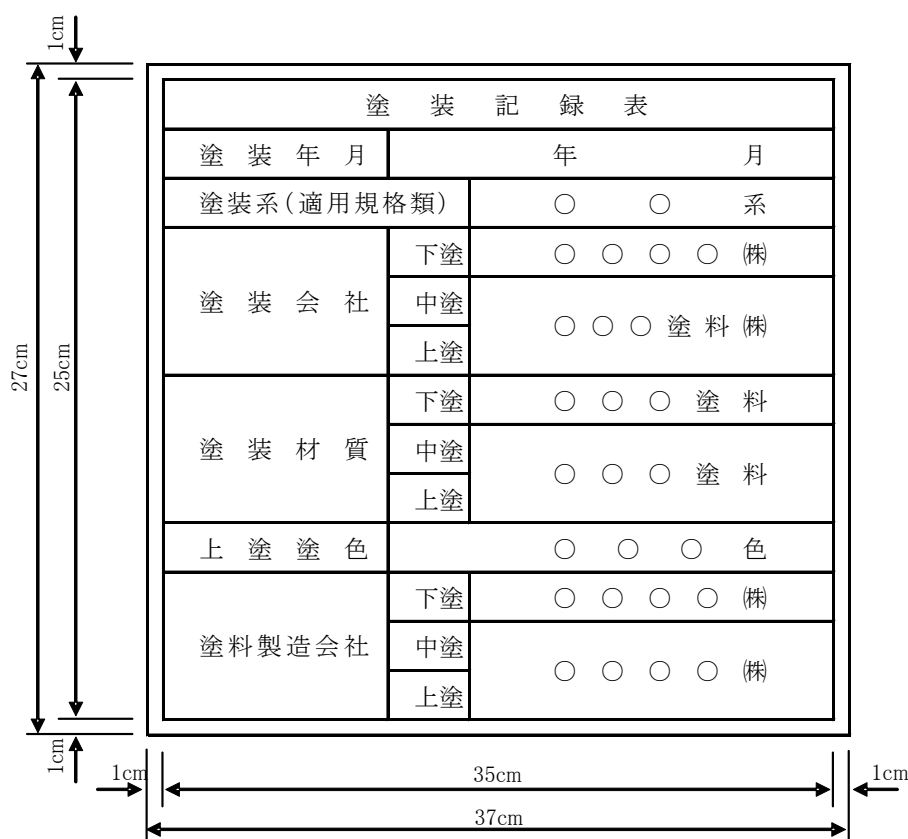 1cm
27cm
25cm
塗装記録表
塗装年月 年 月
塗装系(適用規格類) ○ ○ 系
塗装会社 下塗 ○ ○ ○ ○ ㈱
中塗 ○ ○ ○ 塗料 ㈱
上塗
塗装材質 下塗 ○ ○ ○ 塗料
中塗 ○ ○ ○ 塗料
上塗
上塗塗色 ○ ○ ○ 色
塗料製造会社 下塗 ○ ○ ○ ○ ㈱
中塗 ○ ○ ○ ○ ㈱
上塗
1cm
1cm 35cm 1cm
37cm